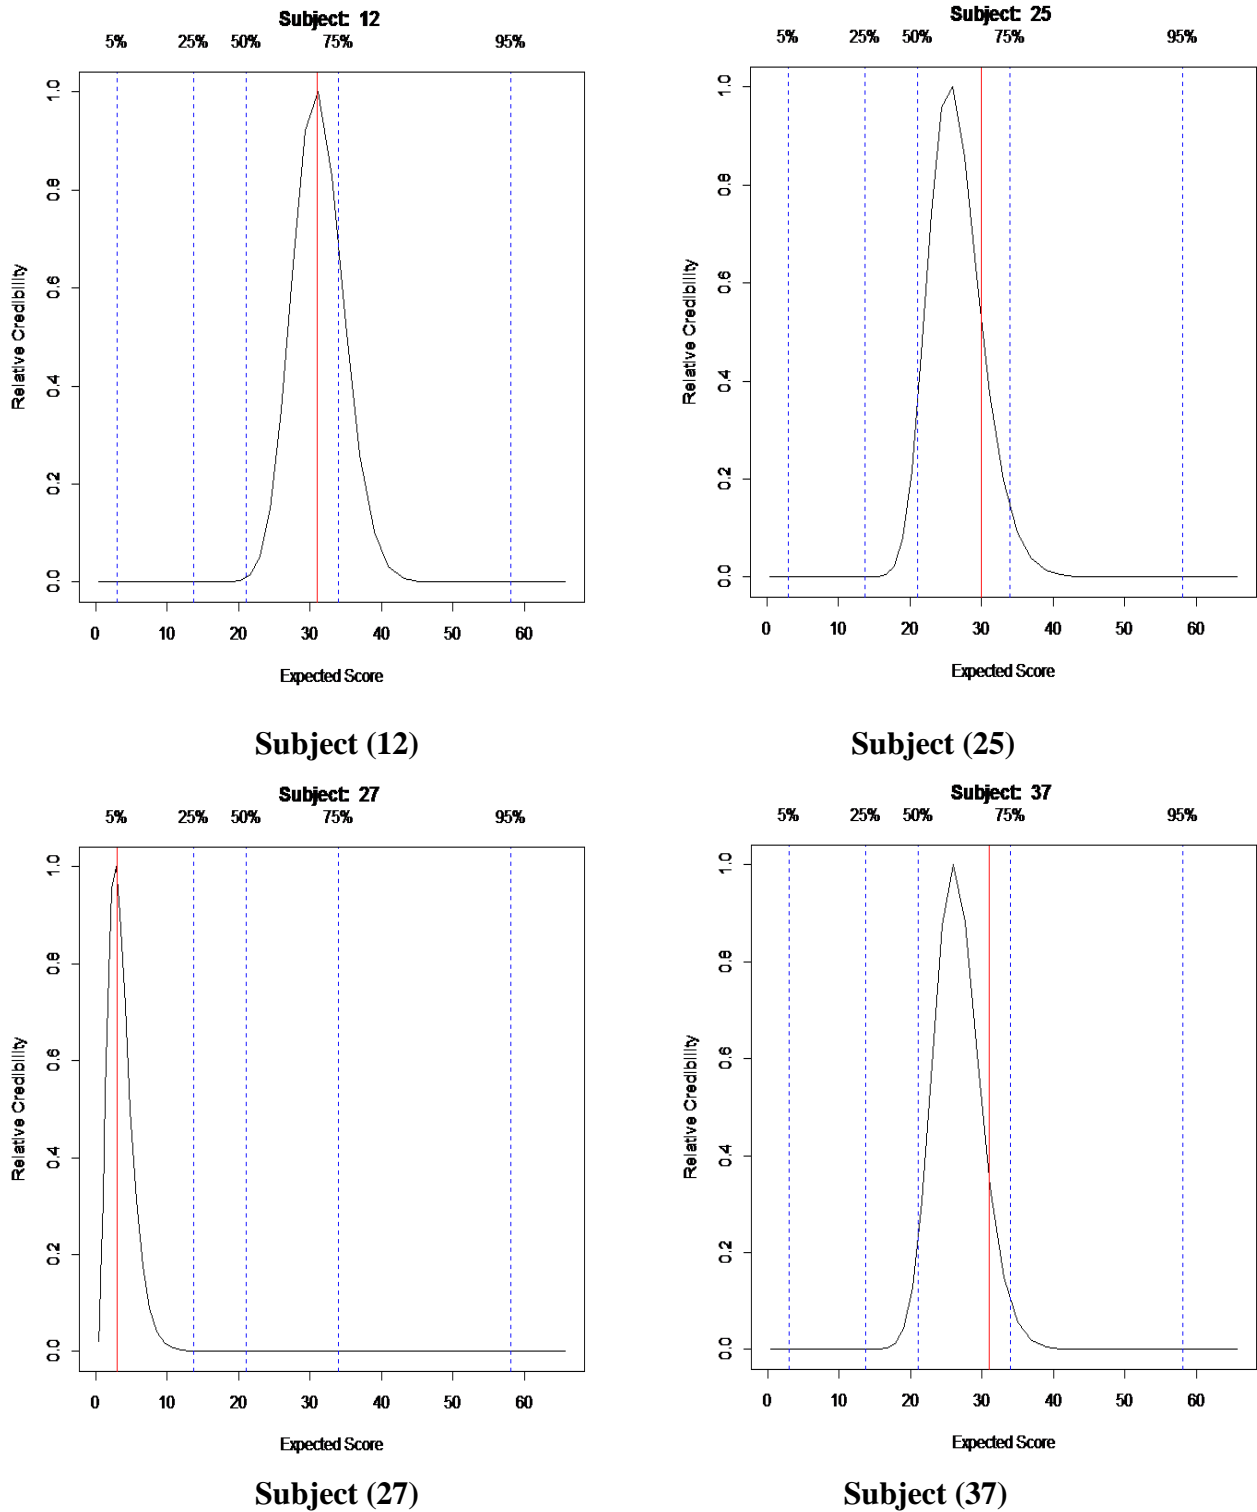 Subject: 12
5% 25% 50% 75% 95%
Relative Credibility
1.0
0.8
0.6
0.4
0.2
0.0
0 10 20 30 40 50 60
Expected Score
Subject (12)
Subject: 25
5% 25% 50% 75% 95%
Relative Credibility
1.0
0.8
0.6
0.4
0.2
0.0
0 10 20 30 40 50 60
Expected Score
Subject (25)
Subject: 27
5% 25% 50% 75% 95%
Relative Credibility
1.0
0.8
0.6
0.4
0.2
0.0
0 10 20 30 40 50 60
Expected Score
Subject (27)
Subject: 37
5% 25% 50% 75% 95%
Relative Credibility
1.0
0.8
0.6
0.4
0.2
0.0
0 10 20 30 40 50 60
Expected Score
Subject (37)